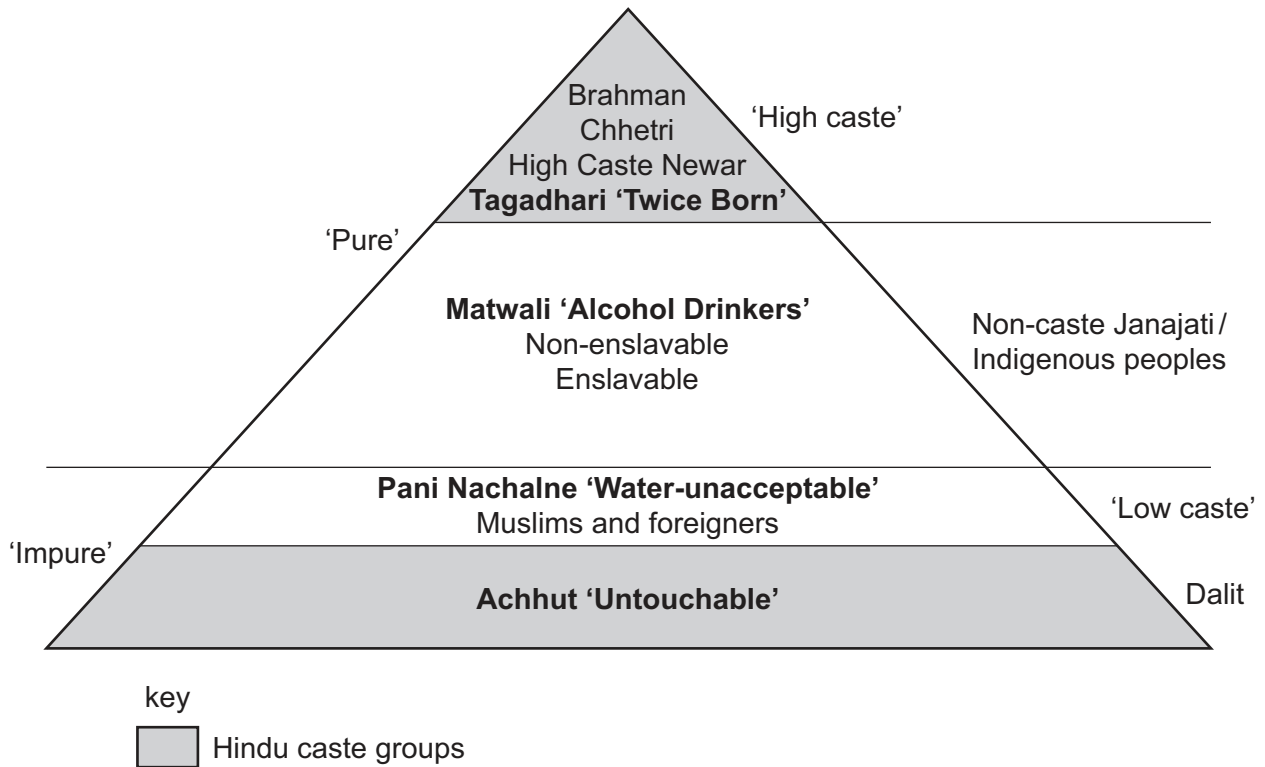 Brahman
Chhetri
High Caste Newar
Tagadhari ‘Twice Born’
‘High caste’
‘Pure’
Matwali ‘Alcohol Drinkers’
Non-enslavable
Enslavable
Non-caste Janajati/
Indigenous peoples
Pani Nachalne ‘Water-unacceptable’
Muslims and foreigners
‘Low caste’
‘Impure’
Achhut ‘Untouchable’
Dalit
key
Hindu caste groups